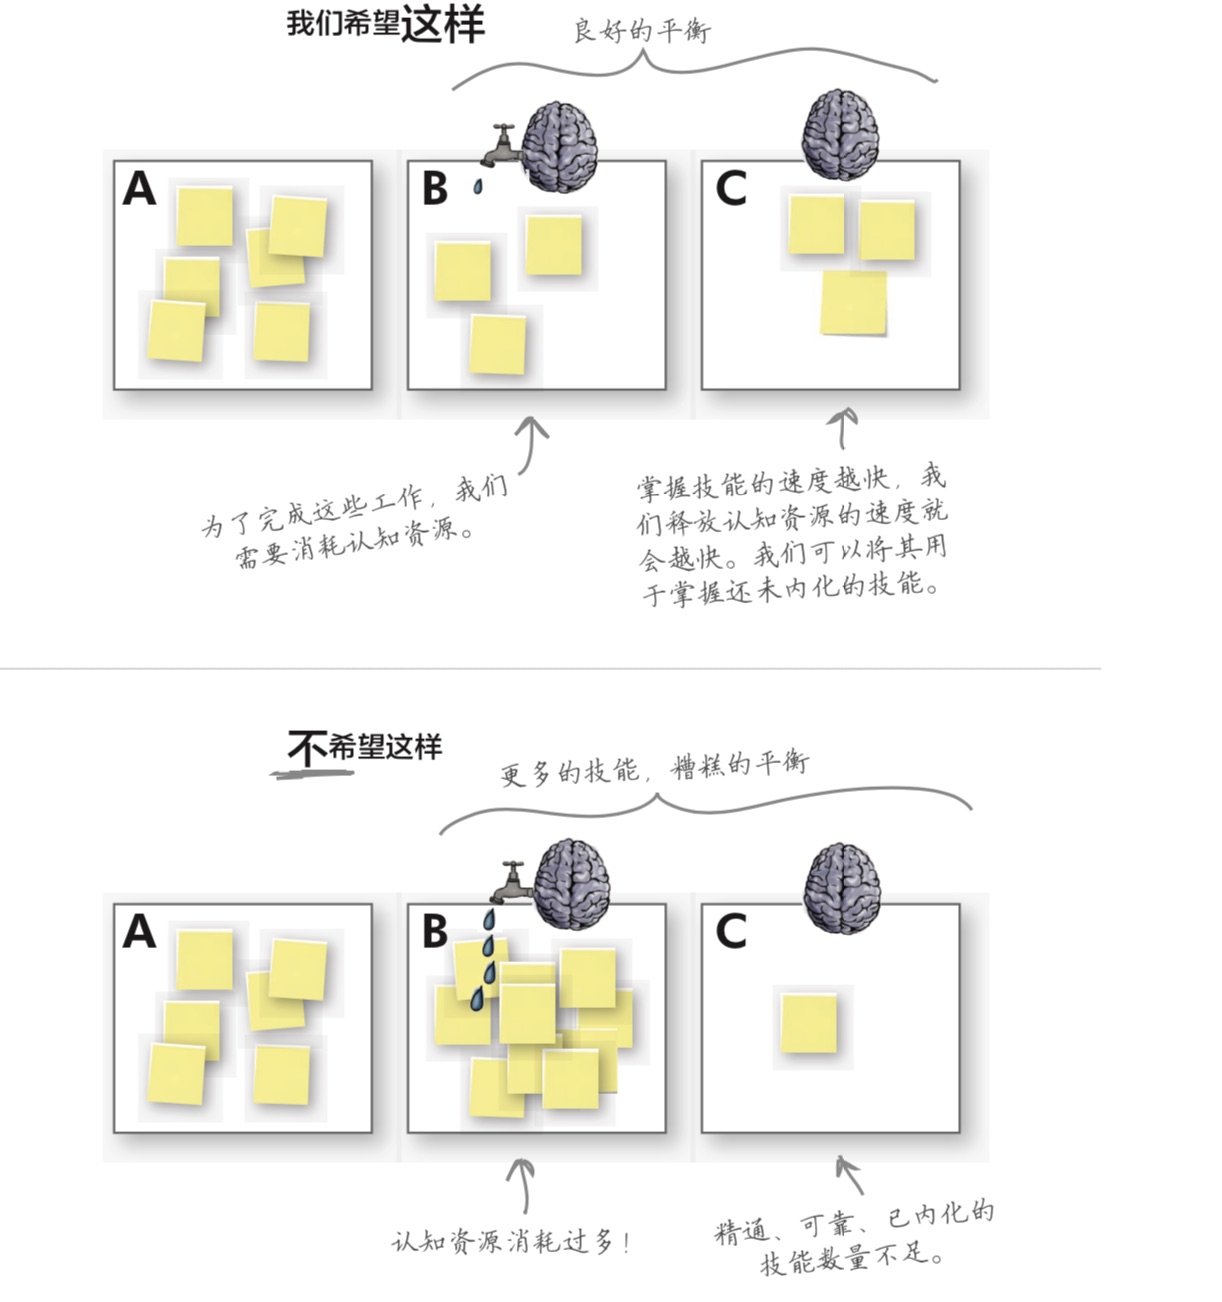 我们希望这样
良好的平衡
A
B
C
为了完成这些工作，我们
需要消耗认知资源。
掌握技能的速度越快，我
们释放认知资源的速度就
会越快。我们可以将其用
于掌握还未内化的技能。
不希望这样
更多的技能，糟糕的平衡
A
B
C
认知资源消耗过多！
精通、可靠、已内化的
技能数量不足。